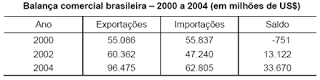 Balança comercial brasileira – 2000 a 2004 (em milhões de US$)
Ano Exportações Importações Saldo
2000 55.086 55.837 -751
2002 60.362 47.240 13.122
2004 96.475 62.805 33.670